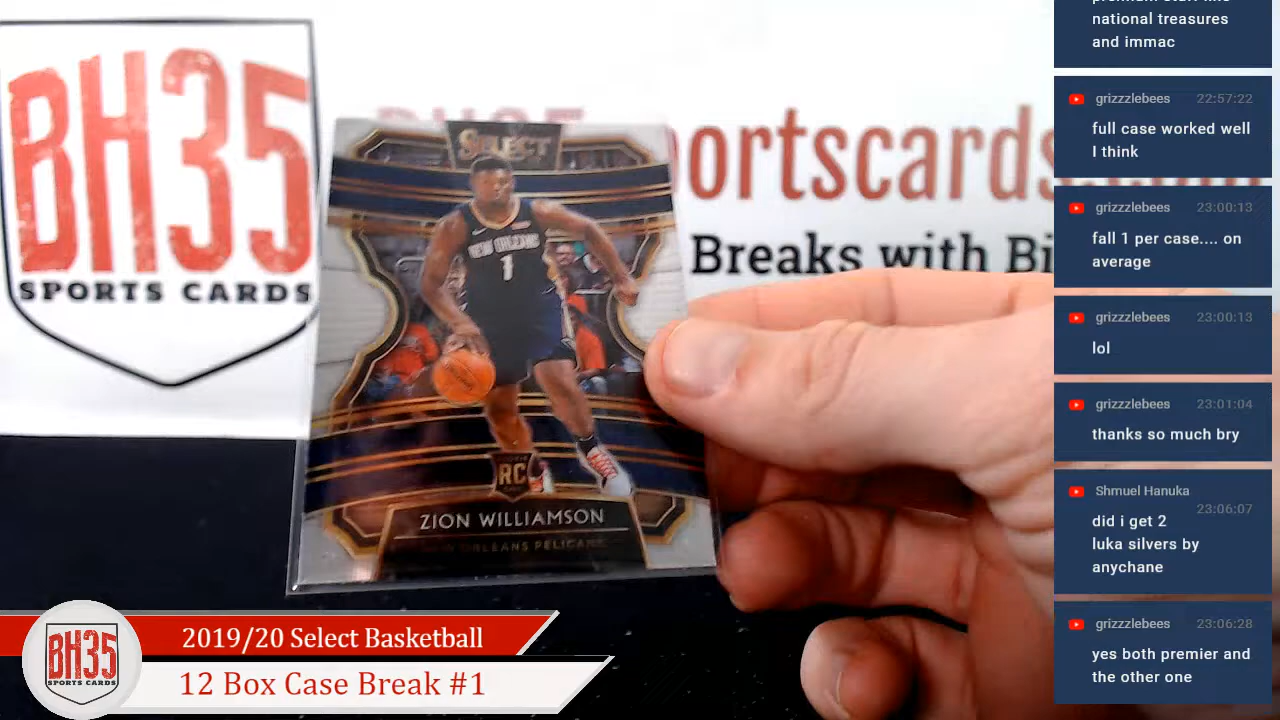 BH35
SPORTS CARDS
ortscards
Breaks with Bi
SELECT
NEW ORLEANS
1
RC
ZION WILLIAMSON
NEW ORLEANS PELICANS
BH35
SPORTS CARDS
2019/20 Select Basketball
12 Box Case Break #1
national treasures
and immac
grizzzlebees 22:57:22
full case worked well
I think
grizzzlebees 23:00:13
fall 1 per case.... on
average
grizzzlebees 23:00:13
lol
grizzzlebees 23:01:04
thanks so much bry
Shmuel Hanuka
23:06:07
did i get 2
luka silvers by
anychane
grizzzlebees 23:06:28
yes both premier and
the other one